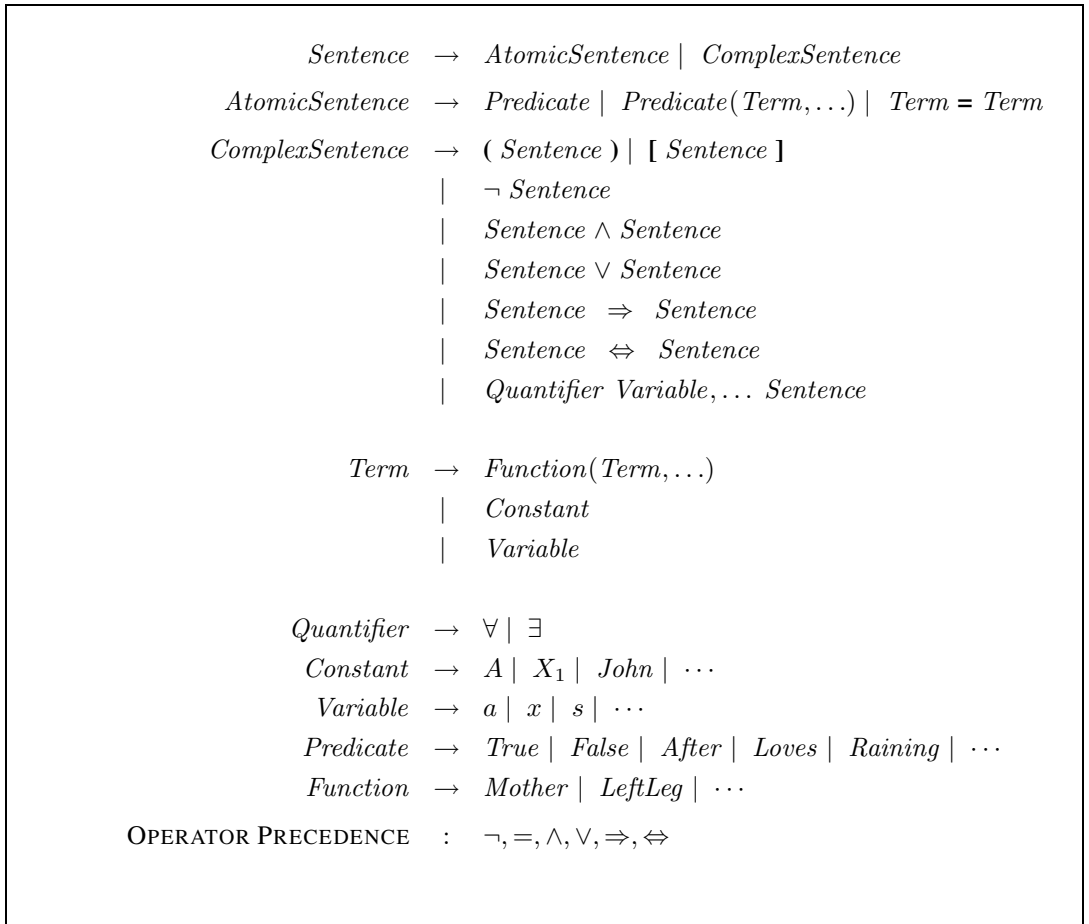 Sentence → AtomicSentence | ComplexSentence
AtomicSentence → Predicate | Predicate(Term,...) | Term = Term
ComplexSentence → ( Sentence ) | [ Sentence ]
| ¬ Sentence
| Sentence ∧ Sentence
| Sentence ∨ Sentence
| Sentence ⇒ Sentence
| Sentence ⇔ Sentence
| Quantifier Variable,... Sentence
Term → Function(Term,...)
| Constant
| Variable
Quantifier → ∀ | ∃
Constant → A | X₁ | John | ···
Variable → a | x | s | ···
Predicate → True | False | After | Loves | Raining | ···
Function → Mother | LeftLeg | ···
OPERATOR PRECEDENCE : ¬, =, ∧, ∨, ⇒, ⇔